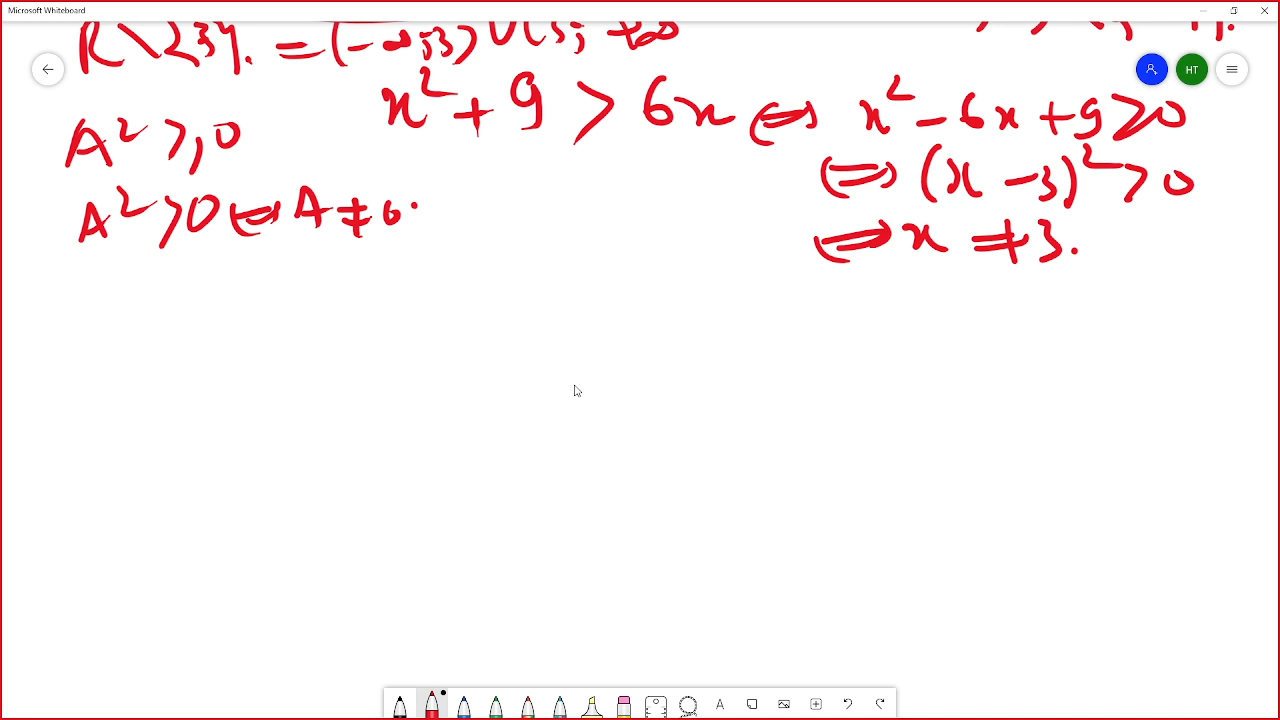 Microsoft Whiteboard
R\{3}. = (-∞;3) ∪ (3; +∞
HT
x² + 9 > 6x ⇔ x² - 6x + 9 > 0
A² ≥ 0
⇔ (x - 3)² > 0
A² > 0 ⇔ A ≠ 0.
⇔ x ≠ 3.